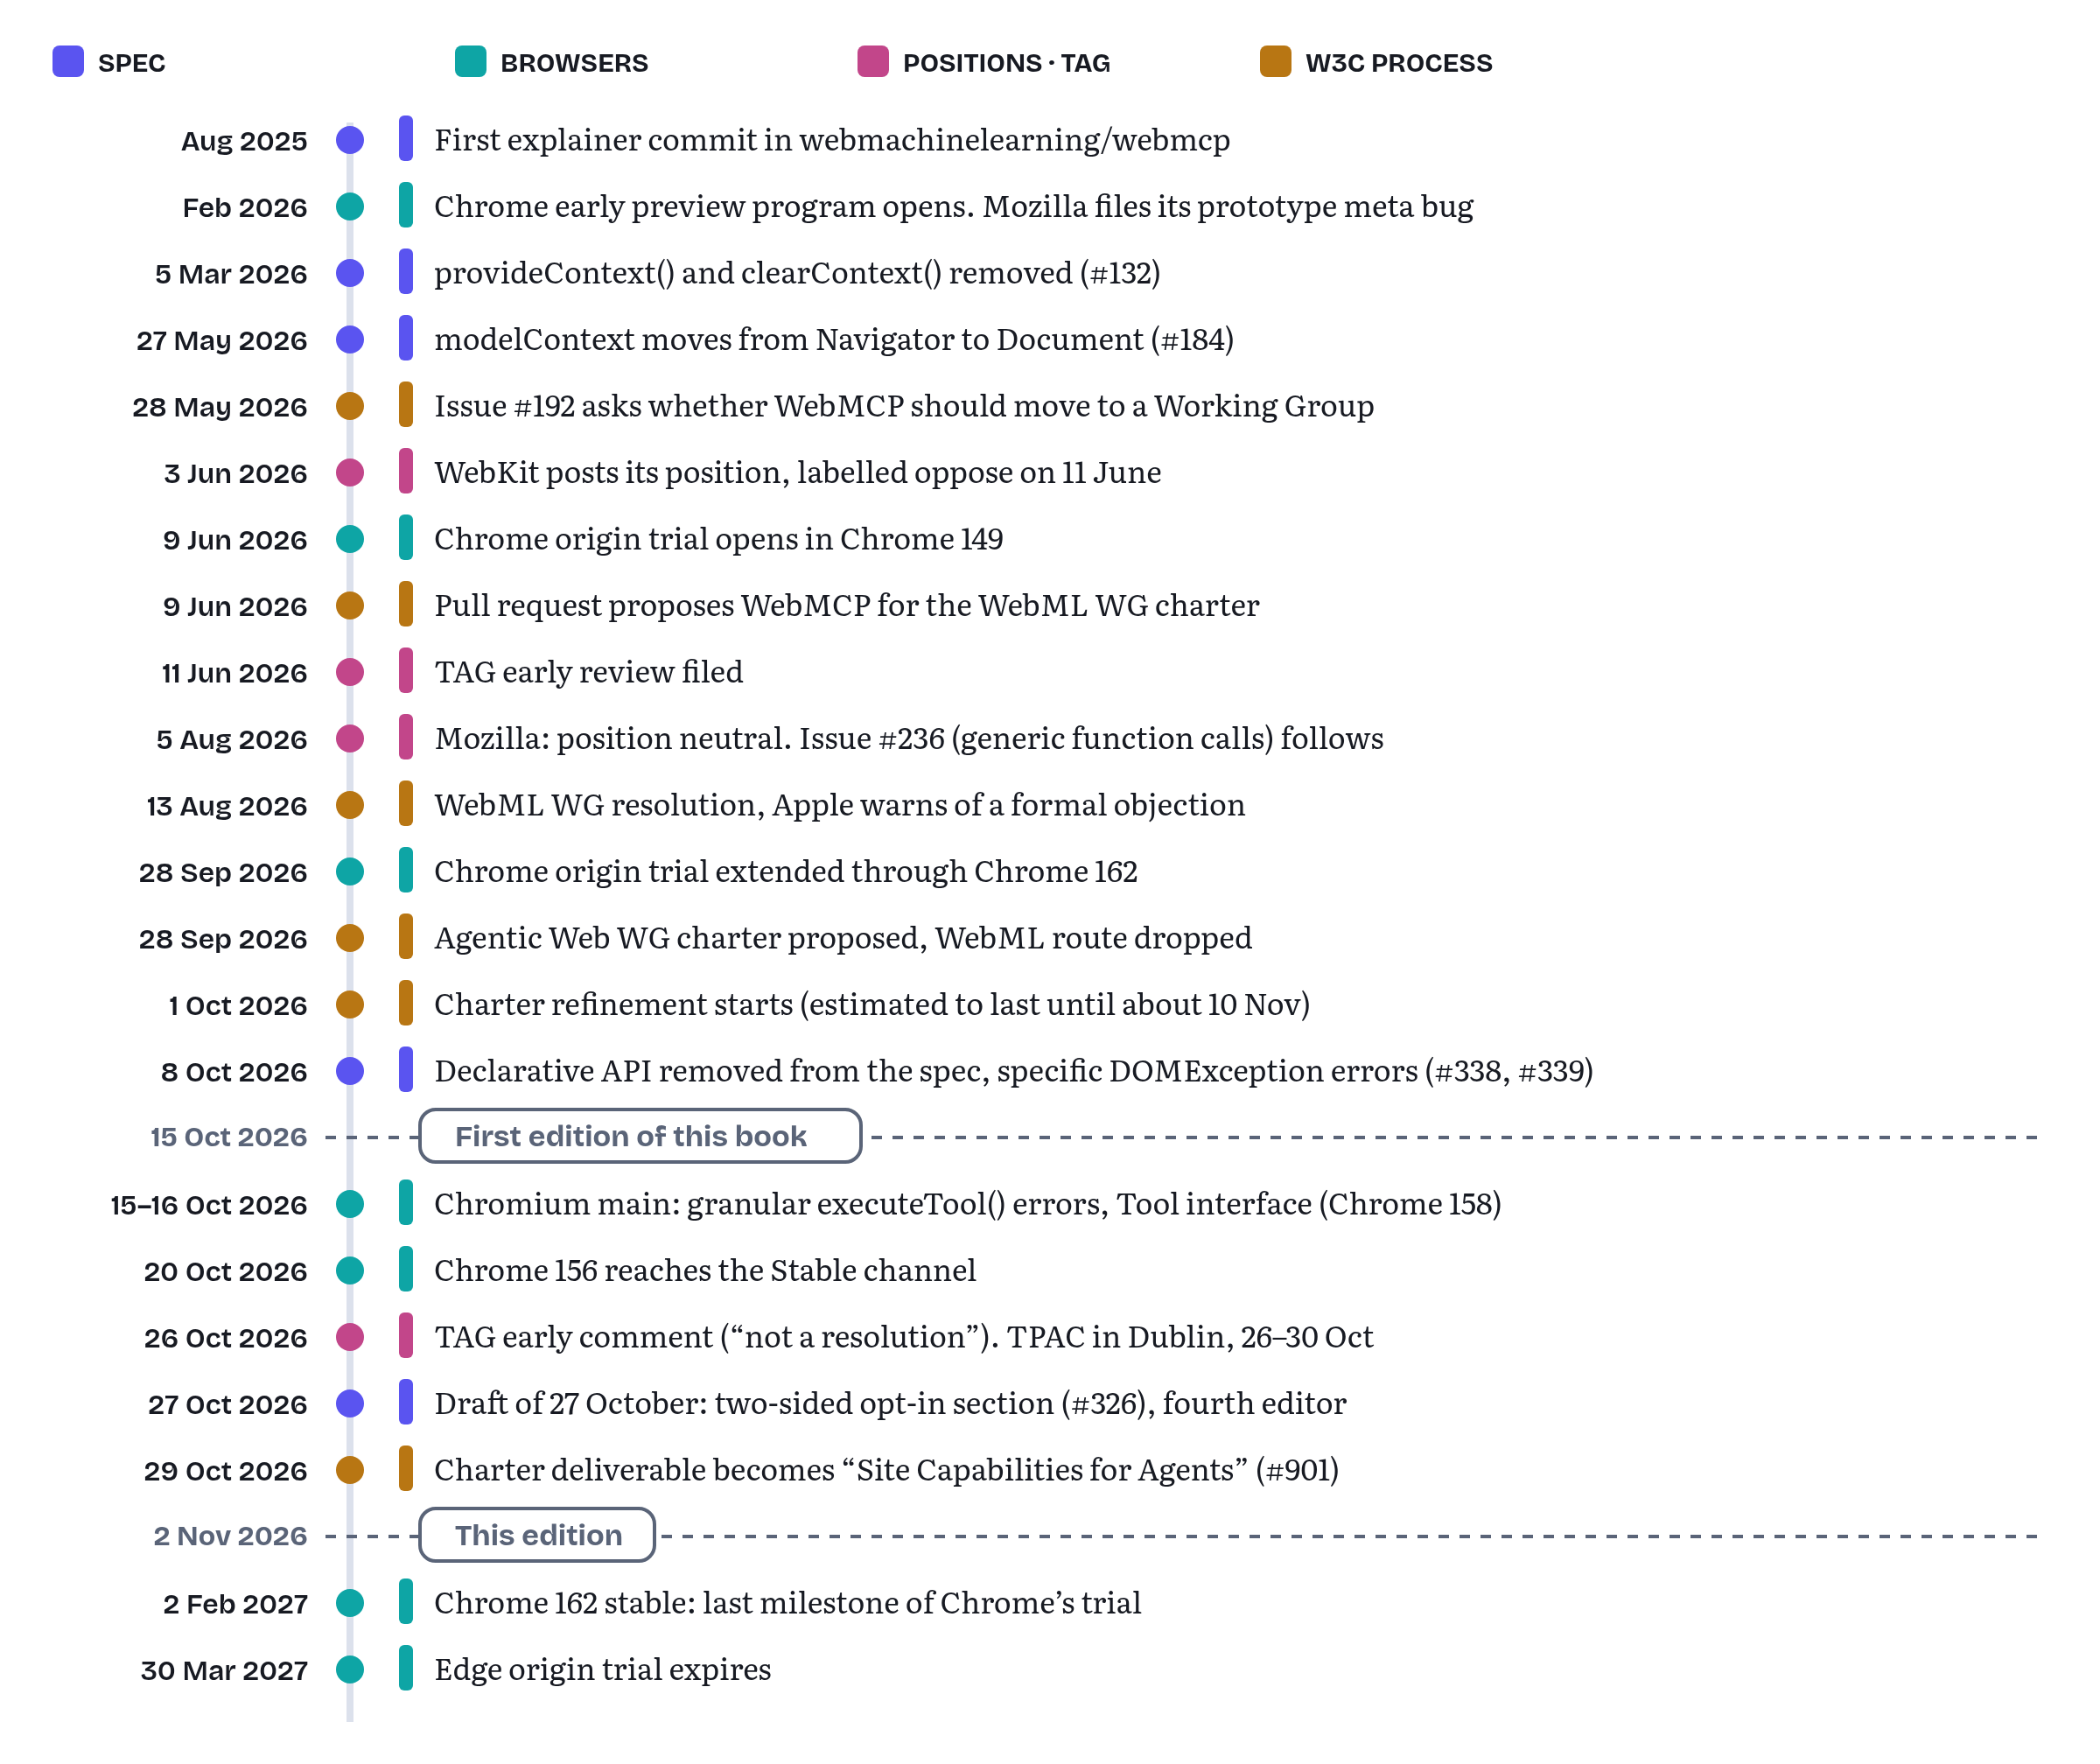 SPEC BROWSERS POSITIONS · TAG W3C PROCESS
Aug 2025 First explainer commit in webmachinelearning/webmcp
Feb 2026 Chrome early preview program opens. Mozilla files its prototype meta bug
5 Mar 2026 provideContext() and clearContext() removed (#132)
27 May 2026 modelContext moves from Navigator to Document (#184)
28 May 2026 Issue #192 asks whether WebMCP should move to a Working Group
3 Jun 2026 WebKit posts its position, labelled oppose on 11 June
9 Jun 2026 Chrome origin trial opens in Chrome 149
9 Jun 2026 Pull request proposes WebMCP for the WebML WG charter
11 Jun 2026 TAG early review filed
5 Aug 2026 Mozilla: position neutral. Issue #236 (generic function calls) follows
13 Aug 2026 WebML WG resolution, Apple warns of a formal objection
28 Sep 2026 Chrome origin trial extended through Chrome 162
28 Sep 2026 Agentic Web WG charter proposed, WebML route dropped
1 Oct 2026 Charter refinement starts (estimated to last until about 10 Nov)
8 Oct 2026 Declarative API removed from the spec, specific DOMException errors (#338, #339)
15 Oct 2026 First edition of this book
15–16 Oct 2026 Chromium main: granular executeTool() errors, Tool interface (Chrome 158)
20 Oct 2026 Chrome 156 reaches the Stable channel
26 Oct 2026 TAG early comment (“not a resolution”). TPAC in Dublin, 26–30 Oct
27 Oct 2026 Draft of 27 October: two-sided opt-in section (#326), fourth editor
29 Oct 2026 Charter deliverable becomes “Site Capabilities for Agents” (#901)
2 Nov 2026 This edition
2 Feb 2027 Chrome 162 stable: last milestone of Chrome’s trial
30 Mar 2027 Edge origin trial expires